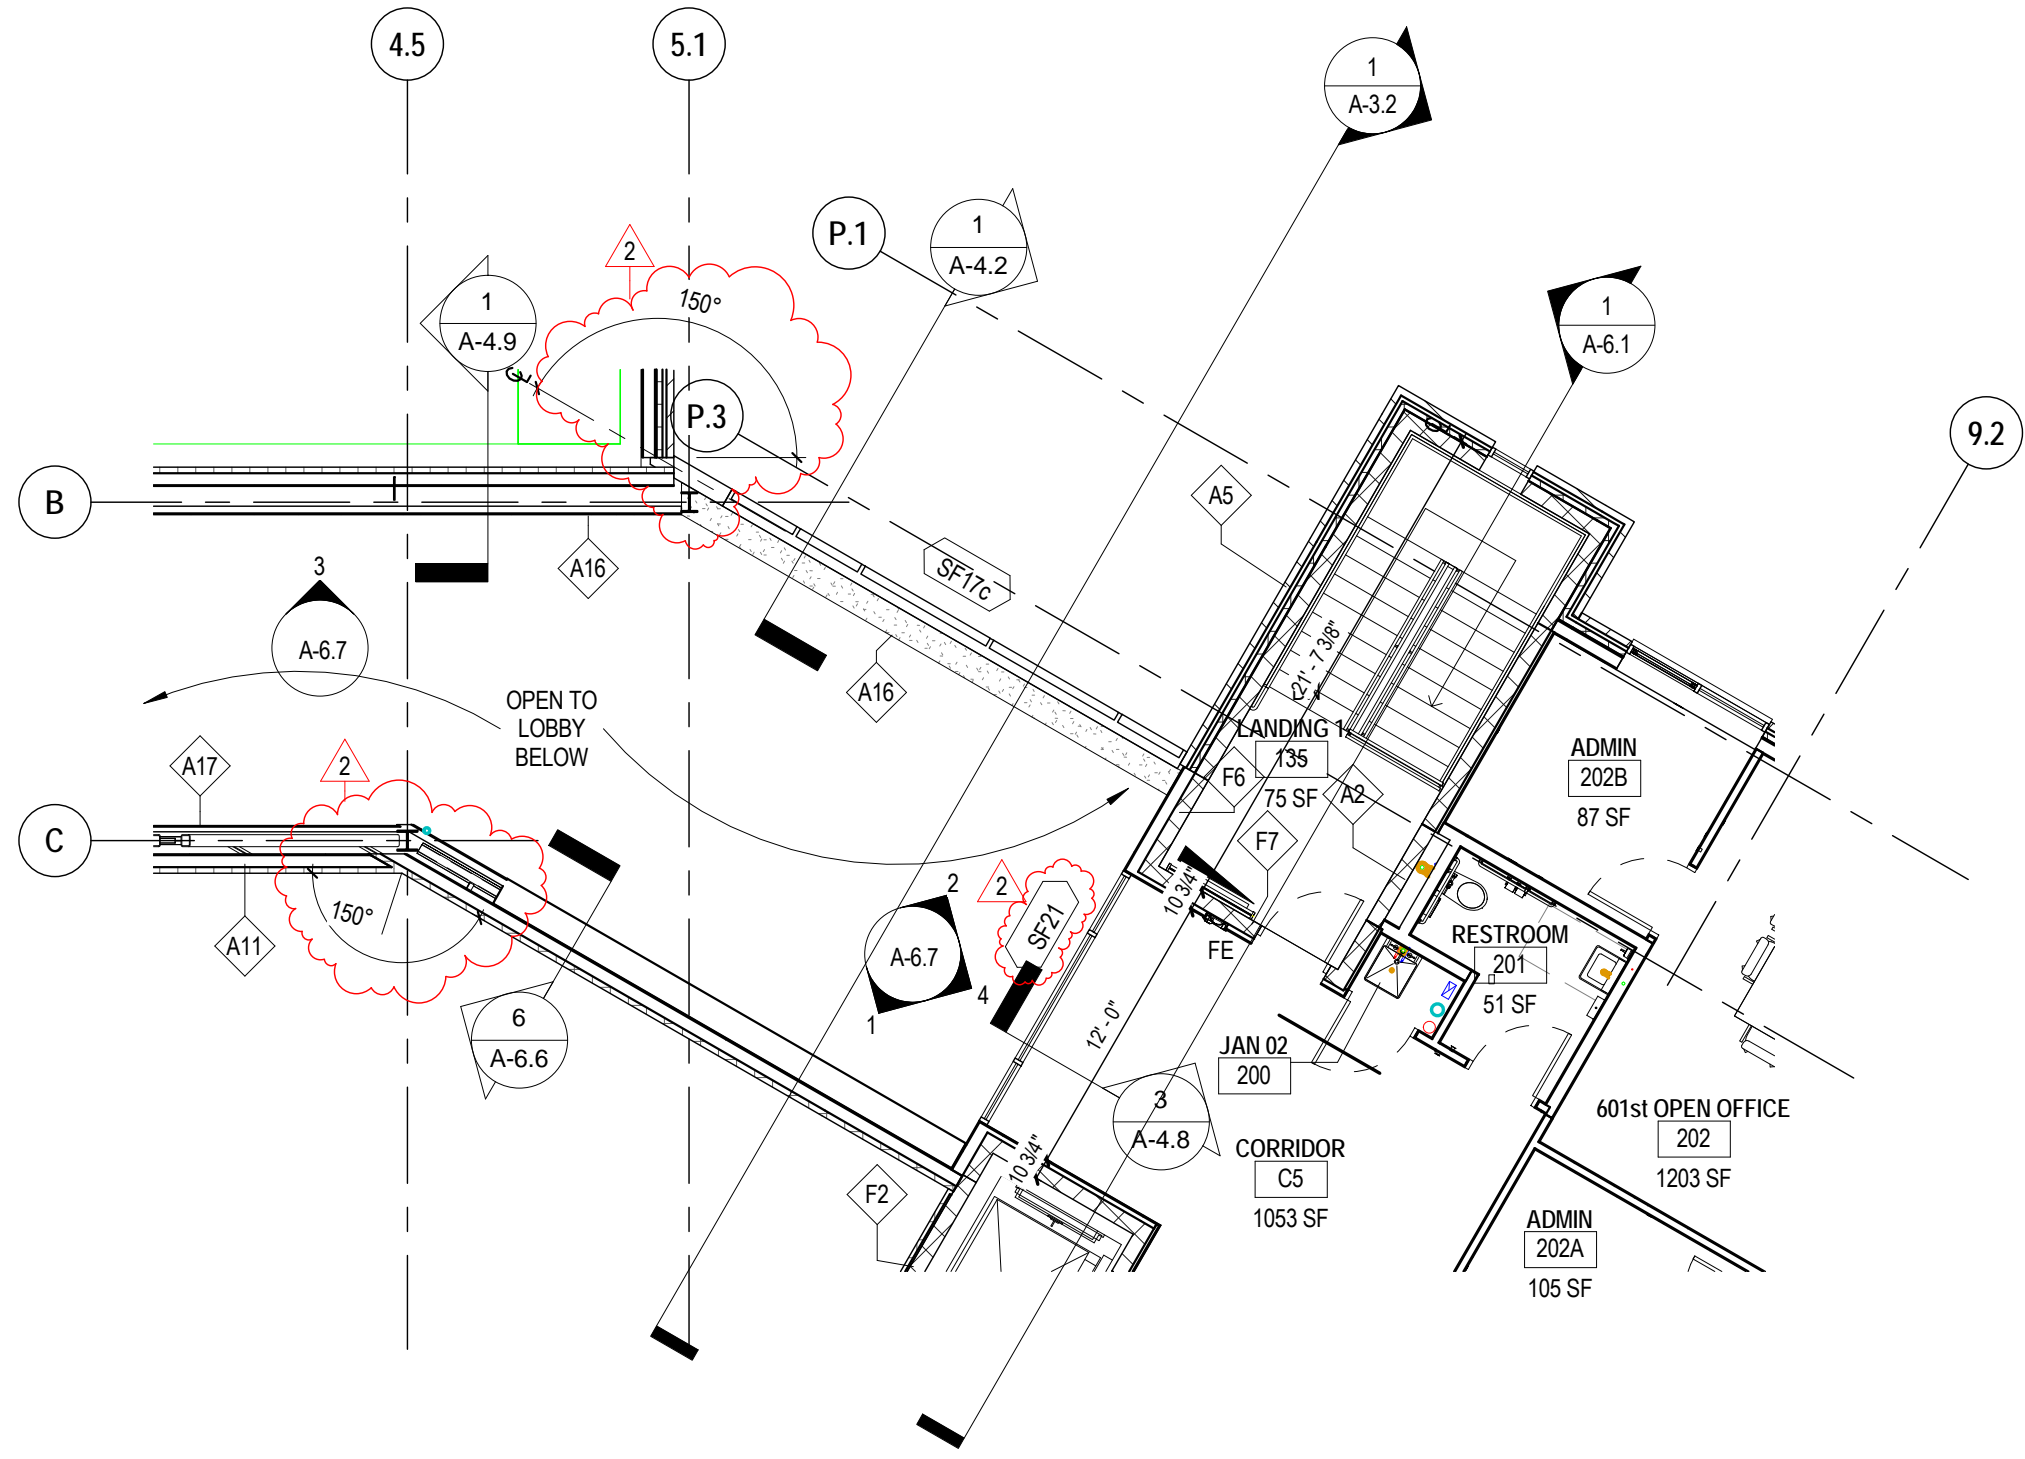 4.5
5.1
1
A-3.2
P.1
1
A-4.2
2
150°
1
A-4.9
1
A-6.1
P.3
9.2
B
A5
A16
SF17c
3
A-6.7
A16
OPEN TO
LOBBY
BELOW
21' - 7 3/8"
LANDING 1
135
75 SF
F6
A2
F7
ADMIN
202B
87 SF
A17
2
C
150°
A11
10 3/4"
2
2
SF21
A-6.7
4
1
FE
RESTROOM
201
51 SF
6
A-6.6
12' - 0"
JAN 02
200
3
A-4.8
CORRIDOR
C5
1053 SF
601st OPEN OFFICE
202
1203 SF
10 3/4"
F2
ADMIN
202A
105 SF